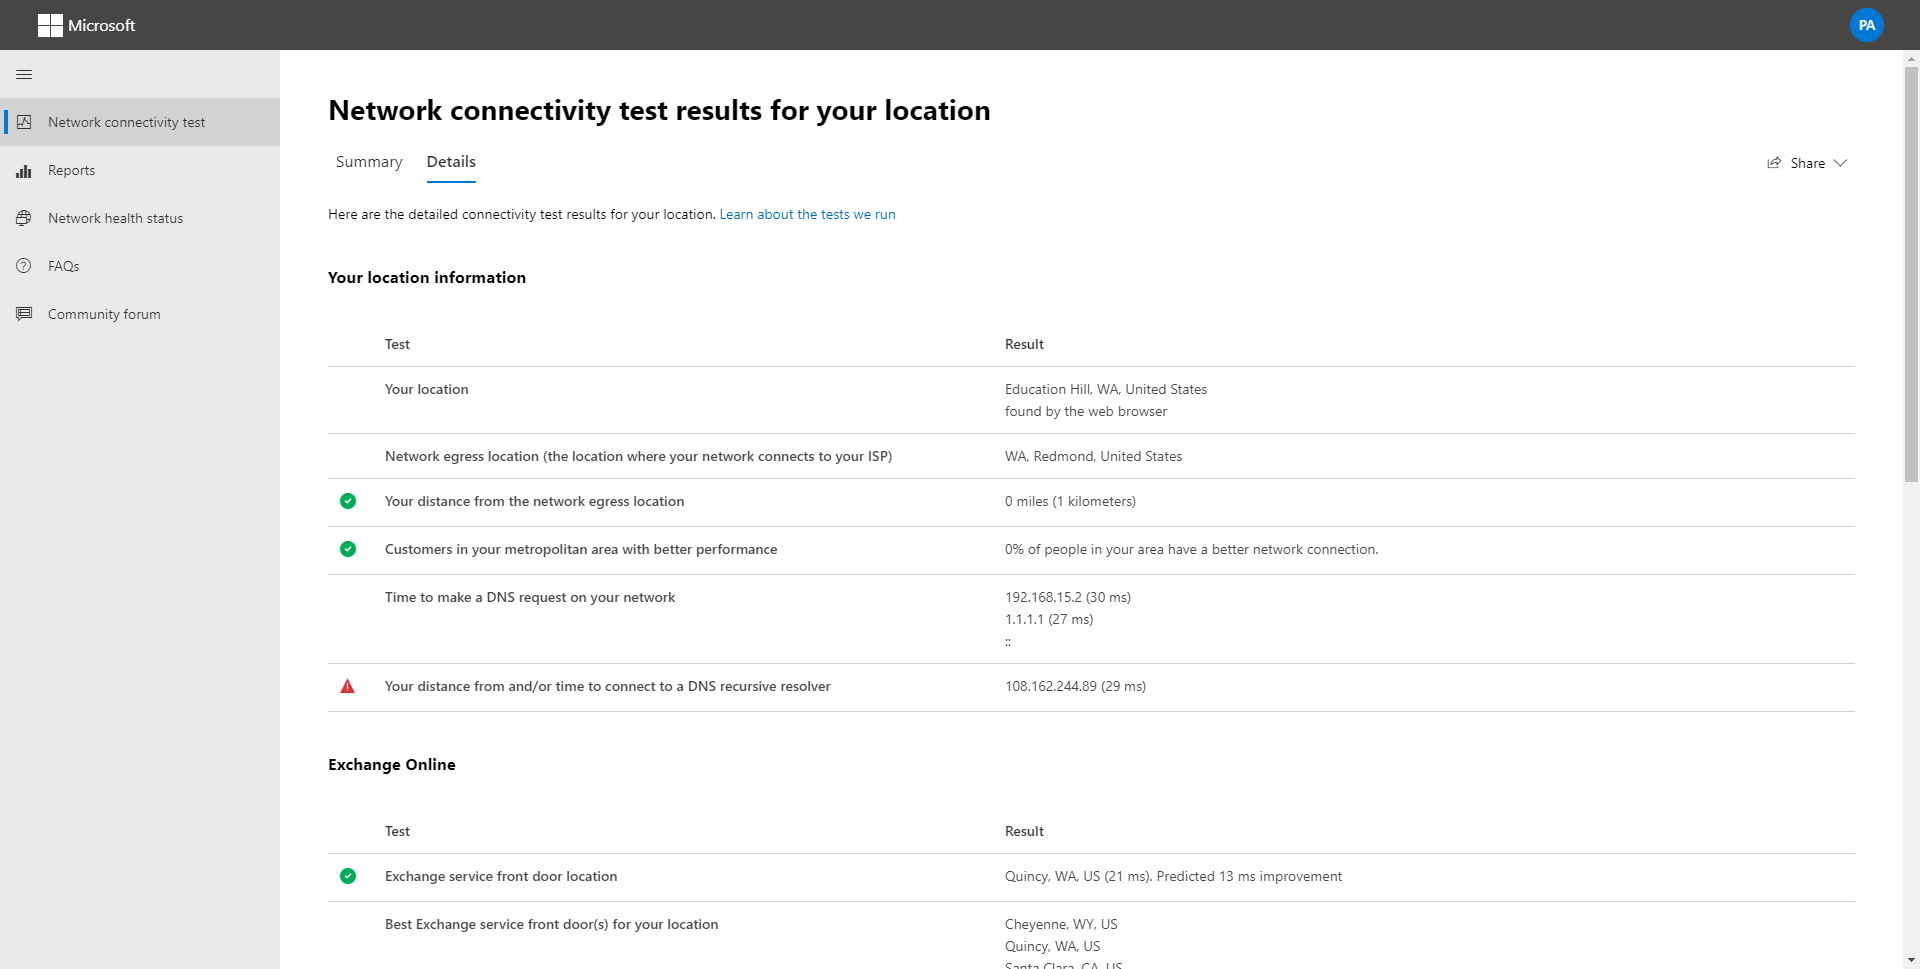 Microsoft
PA
Network connectivity test
Reports
Network health status
FAQs
Community forum
Network connectivity test results for your location
Summary Details
Share
Here are the detailed connectivity test results for your location. Learn about the tests we run
Your location information
Test Result
Your location Education Hill, WA, United States
found by the web browser
Network egress location (the location where your network connects to your ISP) WA, Redmond, United States
Your distance from the network egress location 0 miles (1 kilometers)
Customers in your metropolitan area with better performance 0% of people in your area have a better network connection.
Time to make a DNS request on your network 192.168.15.2 (30 ms)
1.1.1.1 (27 ms)
::
Your distance from and/or time to connect to a DNS recursive resolver 108.162.244.89 (29 ms)
Exchange Online
Test Result
Exchange service front door location Quincy, WA, US (21 ms). Predicted 13 ms improvement
Best Exchange service front door(s) for your location Cheyenne, WY, US
Quincy, WA, US
Santa Clara, CA, US